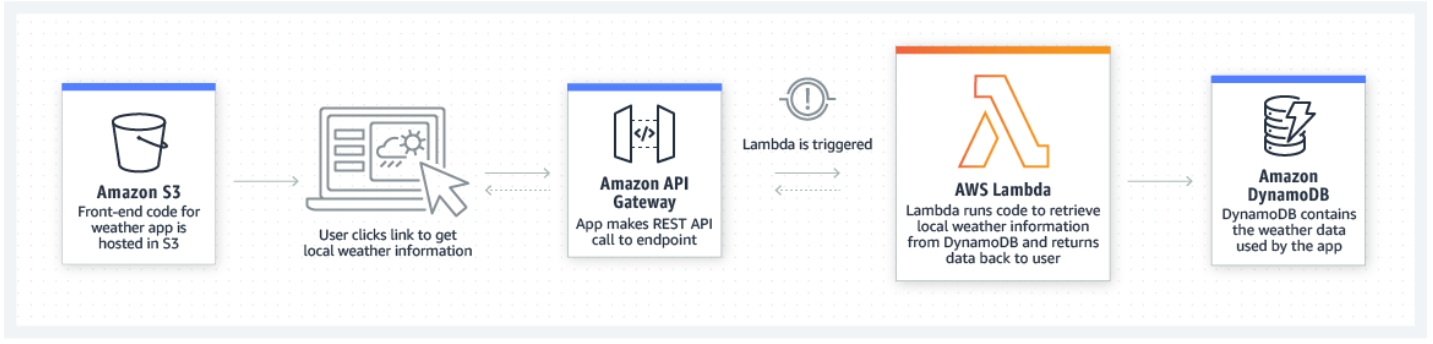 Amazon S3
Front-end code for
weather app is
hosted in S3
User clicks link to get
local weather information
</>
Amazon API
Gateway
App makes REST API
call to endpoint
Lambda is triggered
AWS Lambda
Lambda runs code to retrieve
local weather information
from DynamoDB and returns
data back to user
Amazon
DynamoDB
DynamoDB contains
the weather data
used by the app